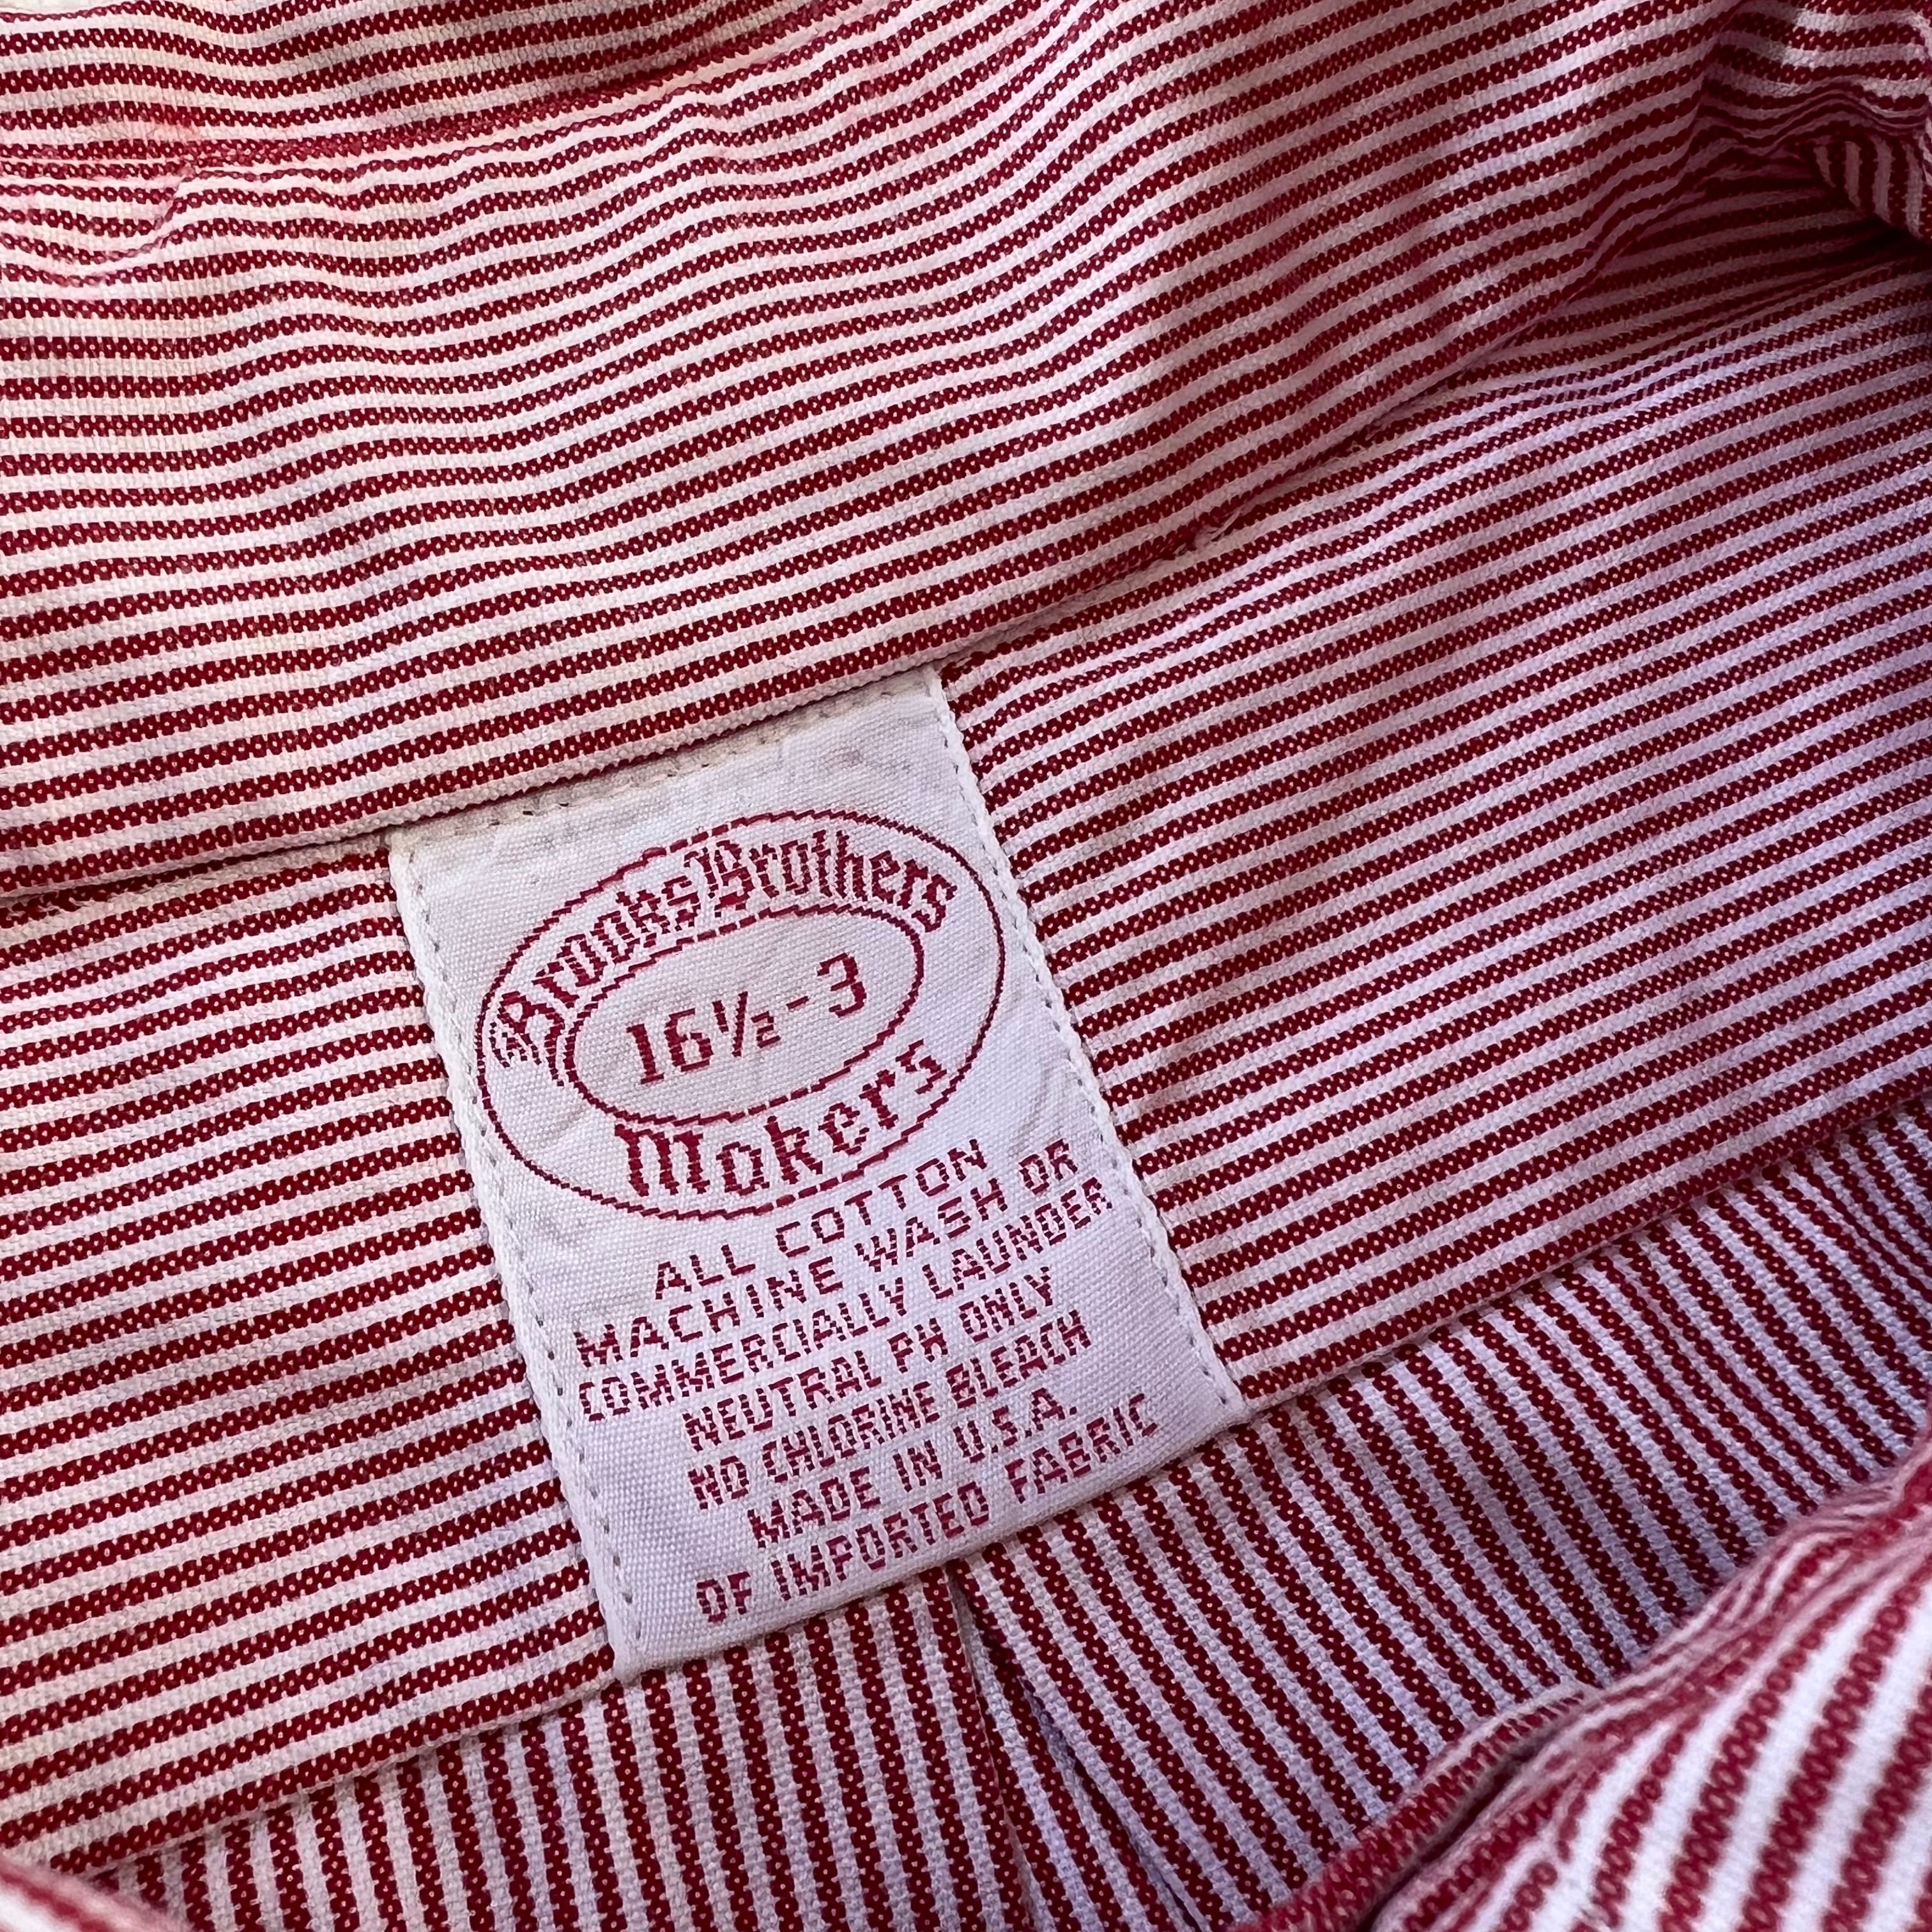 Brooks Brothers
16½-3
Makers
ALL COTTON
MACHINE WASH OR
COMMERCIALLY LAUNDER
NEUTRAL PH ONLY
NO CHLORINE BLEACH
MADE IN U.S.A.
OF IMPORTED FABRIC